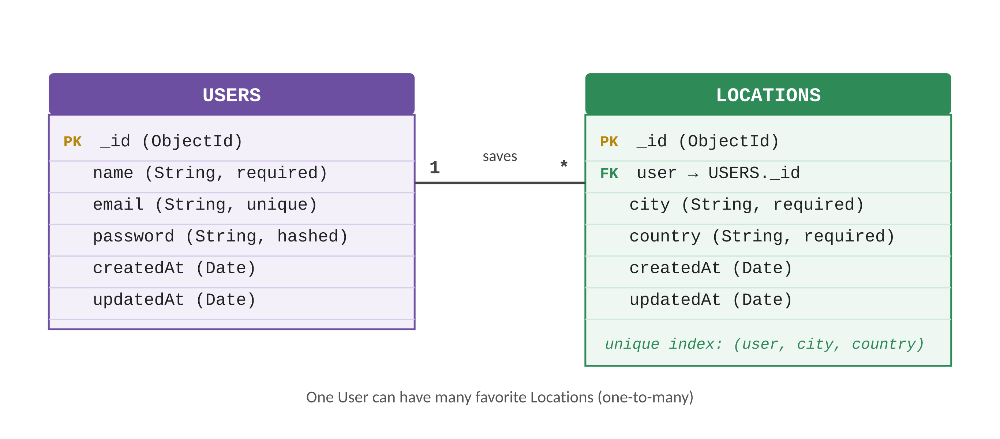 USERS
PK _id (ObjectId)
name (String, required)
email (String, unique)
password (String, hashed)
createdAt (Date)
updatedAt (Date)
1
saves
*
LOCATIONS
PK _id (ObjectId)
FK user → USERS._id
city (String, required)
country (String, required)
createdAt (Date)
updatedAt (Date)
unique index: (user, city, country)
One User can have many favorite Locations (one-to-many)